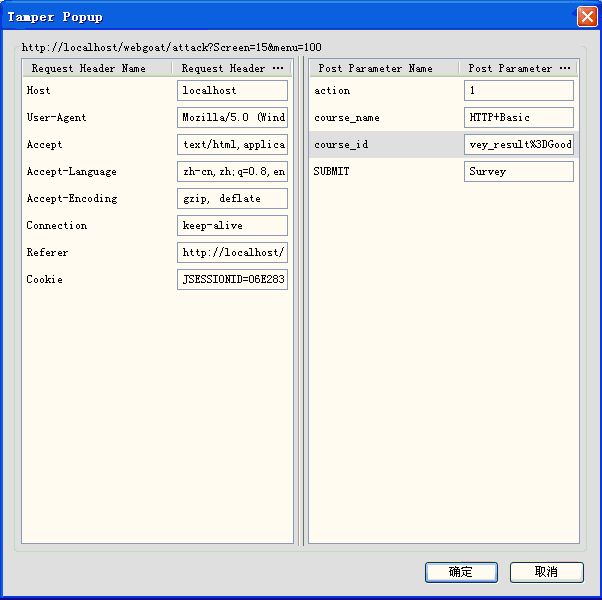 Tamper Popup
http://localhost/webgoat/attack?Screen=15&menu=100
Request Header Name Request Header ...
Post Parameter Name Post Parameter ...
Host localhost
action 1
User-Agent Mozilla/5.0 (Wind
course_name HTTP+Basic
Accept text/html,applica
course_id vey_result%3DGood
Accept-Language zh-cn,zh;q=0.8,en
SUBMIT Survey
Accept-Encoding gzip, deflate
Connection keep-alive
Referer http://localhost/
Cookie JSESSIONID=06E283
确定 取消